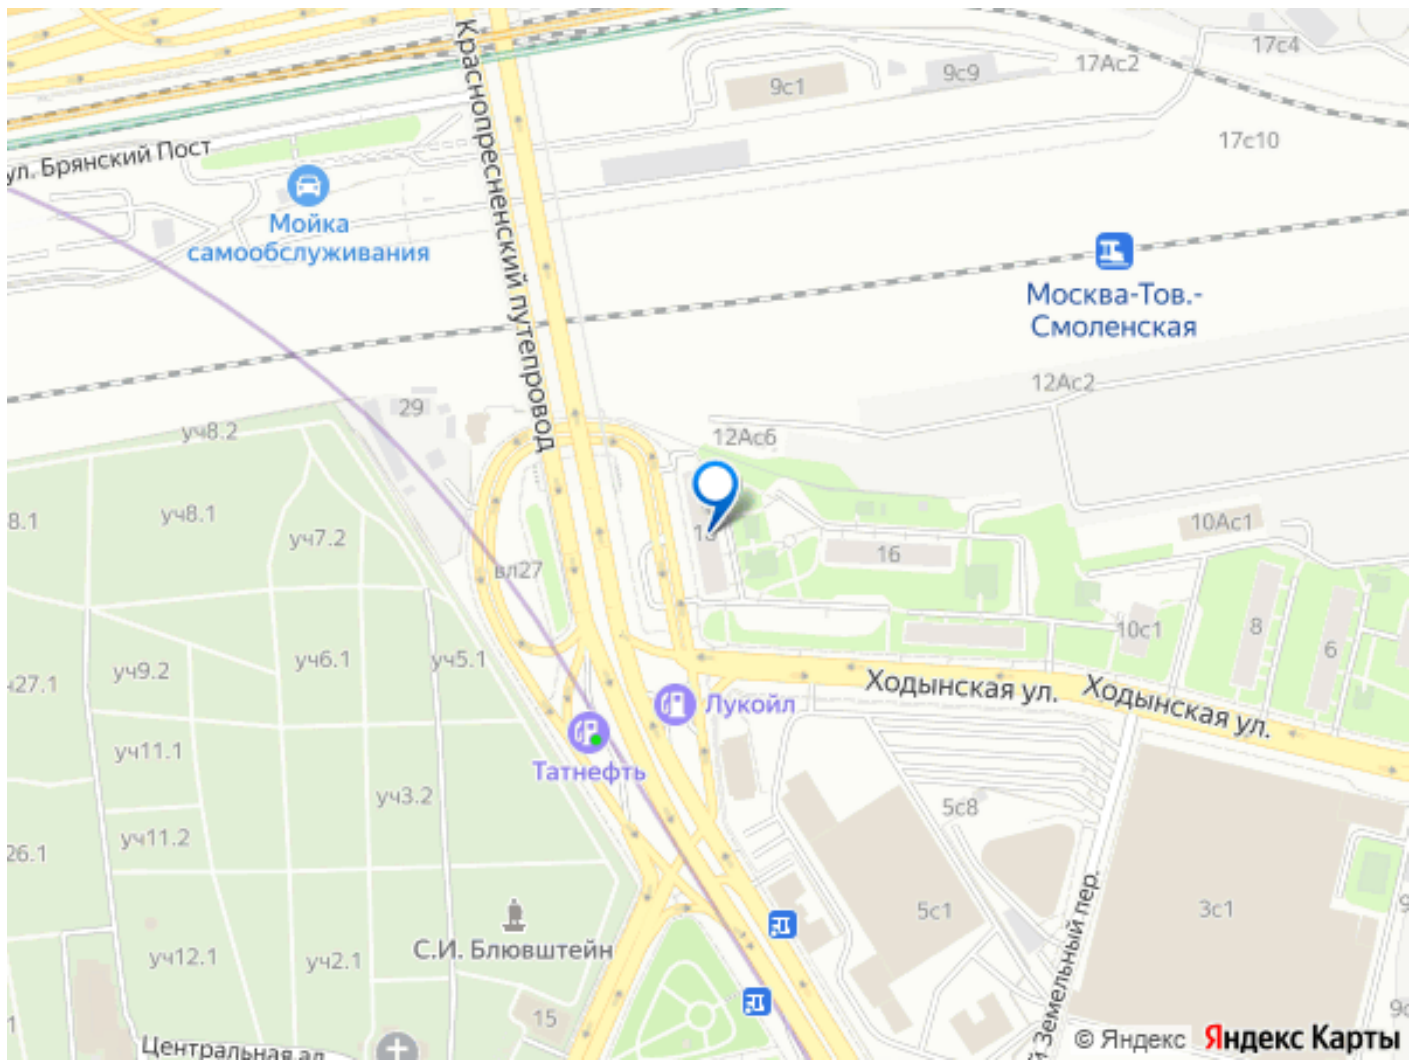 17с4
17Ас2
9с9
9с1
17с10
Краснопресненский путепровод
ул. Брянский Пост
Мойка
самообслуживания
Москва-Тов.-
Смоленская
12Ас2
29
уч8.2
12Ас6
8.1
уч8.1
уч7.2
10Ас1
16
вл27
10с1
8
6
уч6.1
уч5.1
уч9.2
27.1
Ходынская ул.
Ходынская ул.
Лукойл
Татнефть
уч11.1
уч3.2
5с8
уч11.2
26.1
5с1
3с1
С.И. Блювштейн
уч12.1
уч2.1
15
й Земельный пер.
Центральная ал
© Яндекс
Яндекс Карты